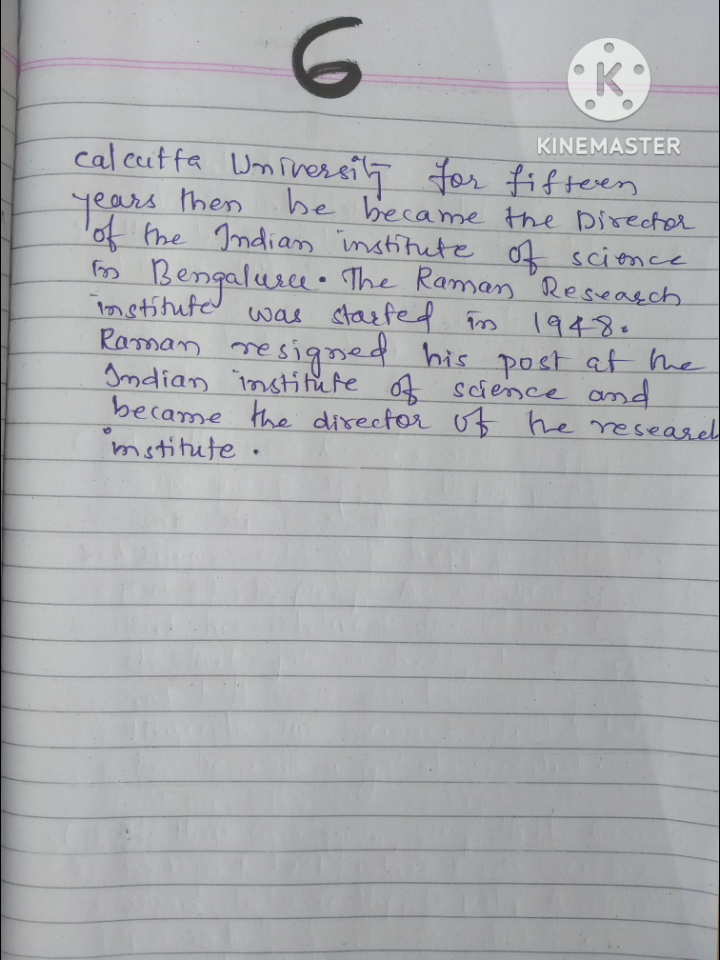 6
KINEMASTER
Calcutta University for fifteen
years then he became the Director
of the Indian institute of science
in Bengaluru. The Raman Research
institute was started in 1948.
Raman resigned his post at the
Indian institute of science and
became the director of the research
institute.